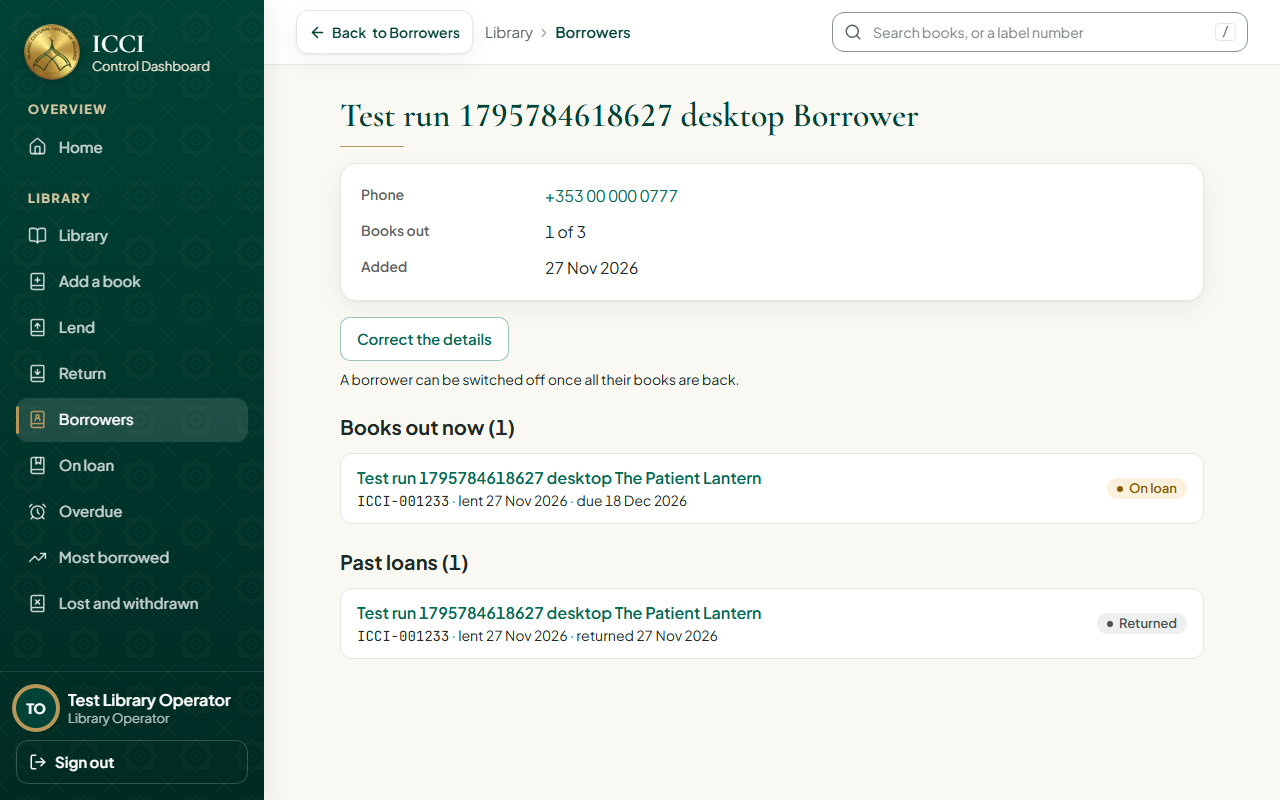 ICCI
Control Dashboard
OVERVIEW
Home
LIBRARY
Library
Add a book
Lend
Return
Borrowers
On loan
Overdue
Most borrowed
Lost and withdrawn
TO
Test Library Operator
Library Operator
Sign out
Back to Borrowers
Library > Borrowers
Search books, or a label number /
Test run 1795784618627 desktop Borrower
Phone +353 00 000 0777
Books out 1 of 3
Added 27 Nov 2026
Correct the details
A borrower can be switched off once all their books are back.
Books out now (1)
Test run 1795784618627 desktop The Patient Lantern
ICCI-001233 · lent 27 Nov 2026 · due 18 Dec 2026
On loan
Past loans (1)
Test run 1795784618627 desktop The Patient Lantern
ICCI-001233 · lent 27 Nov 2026 · returned 27 Nov 2026
Returned